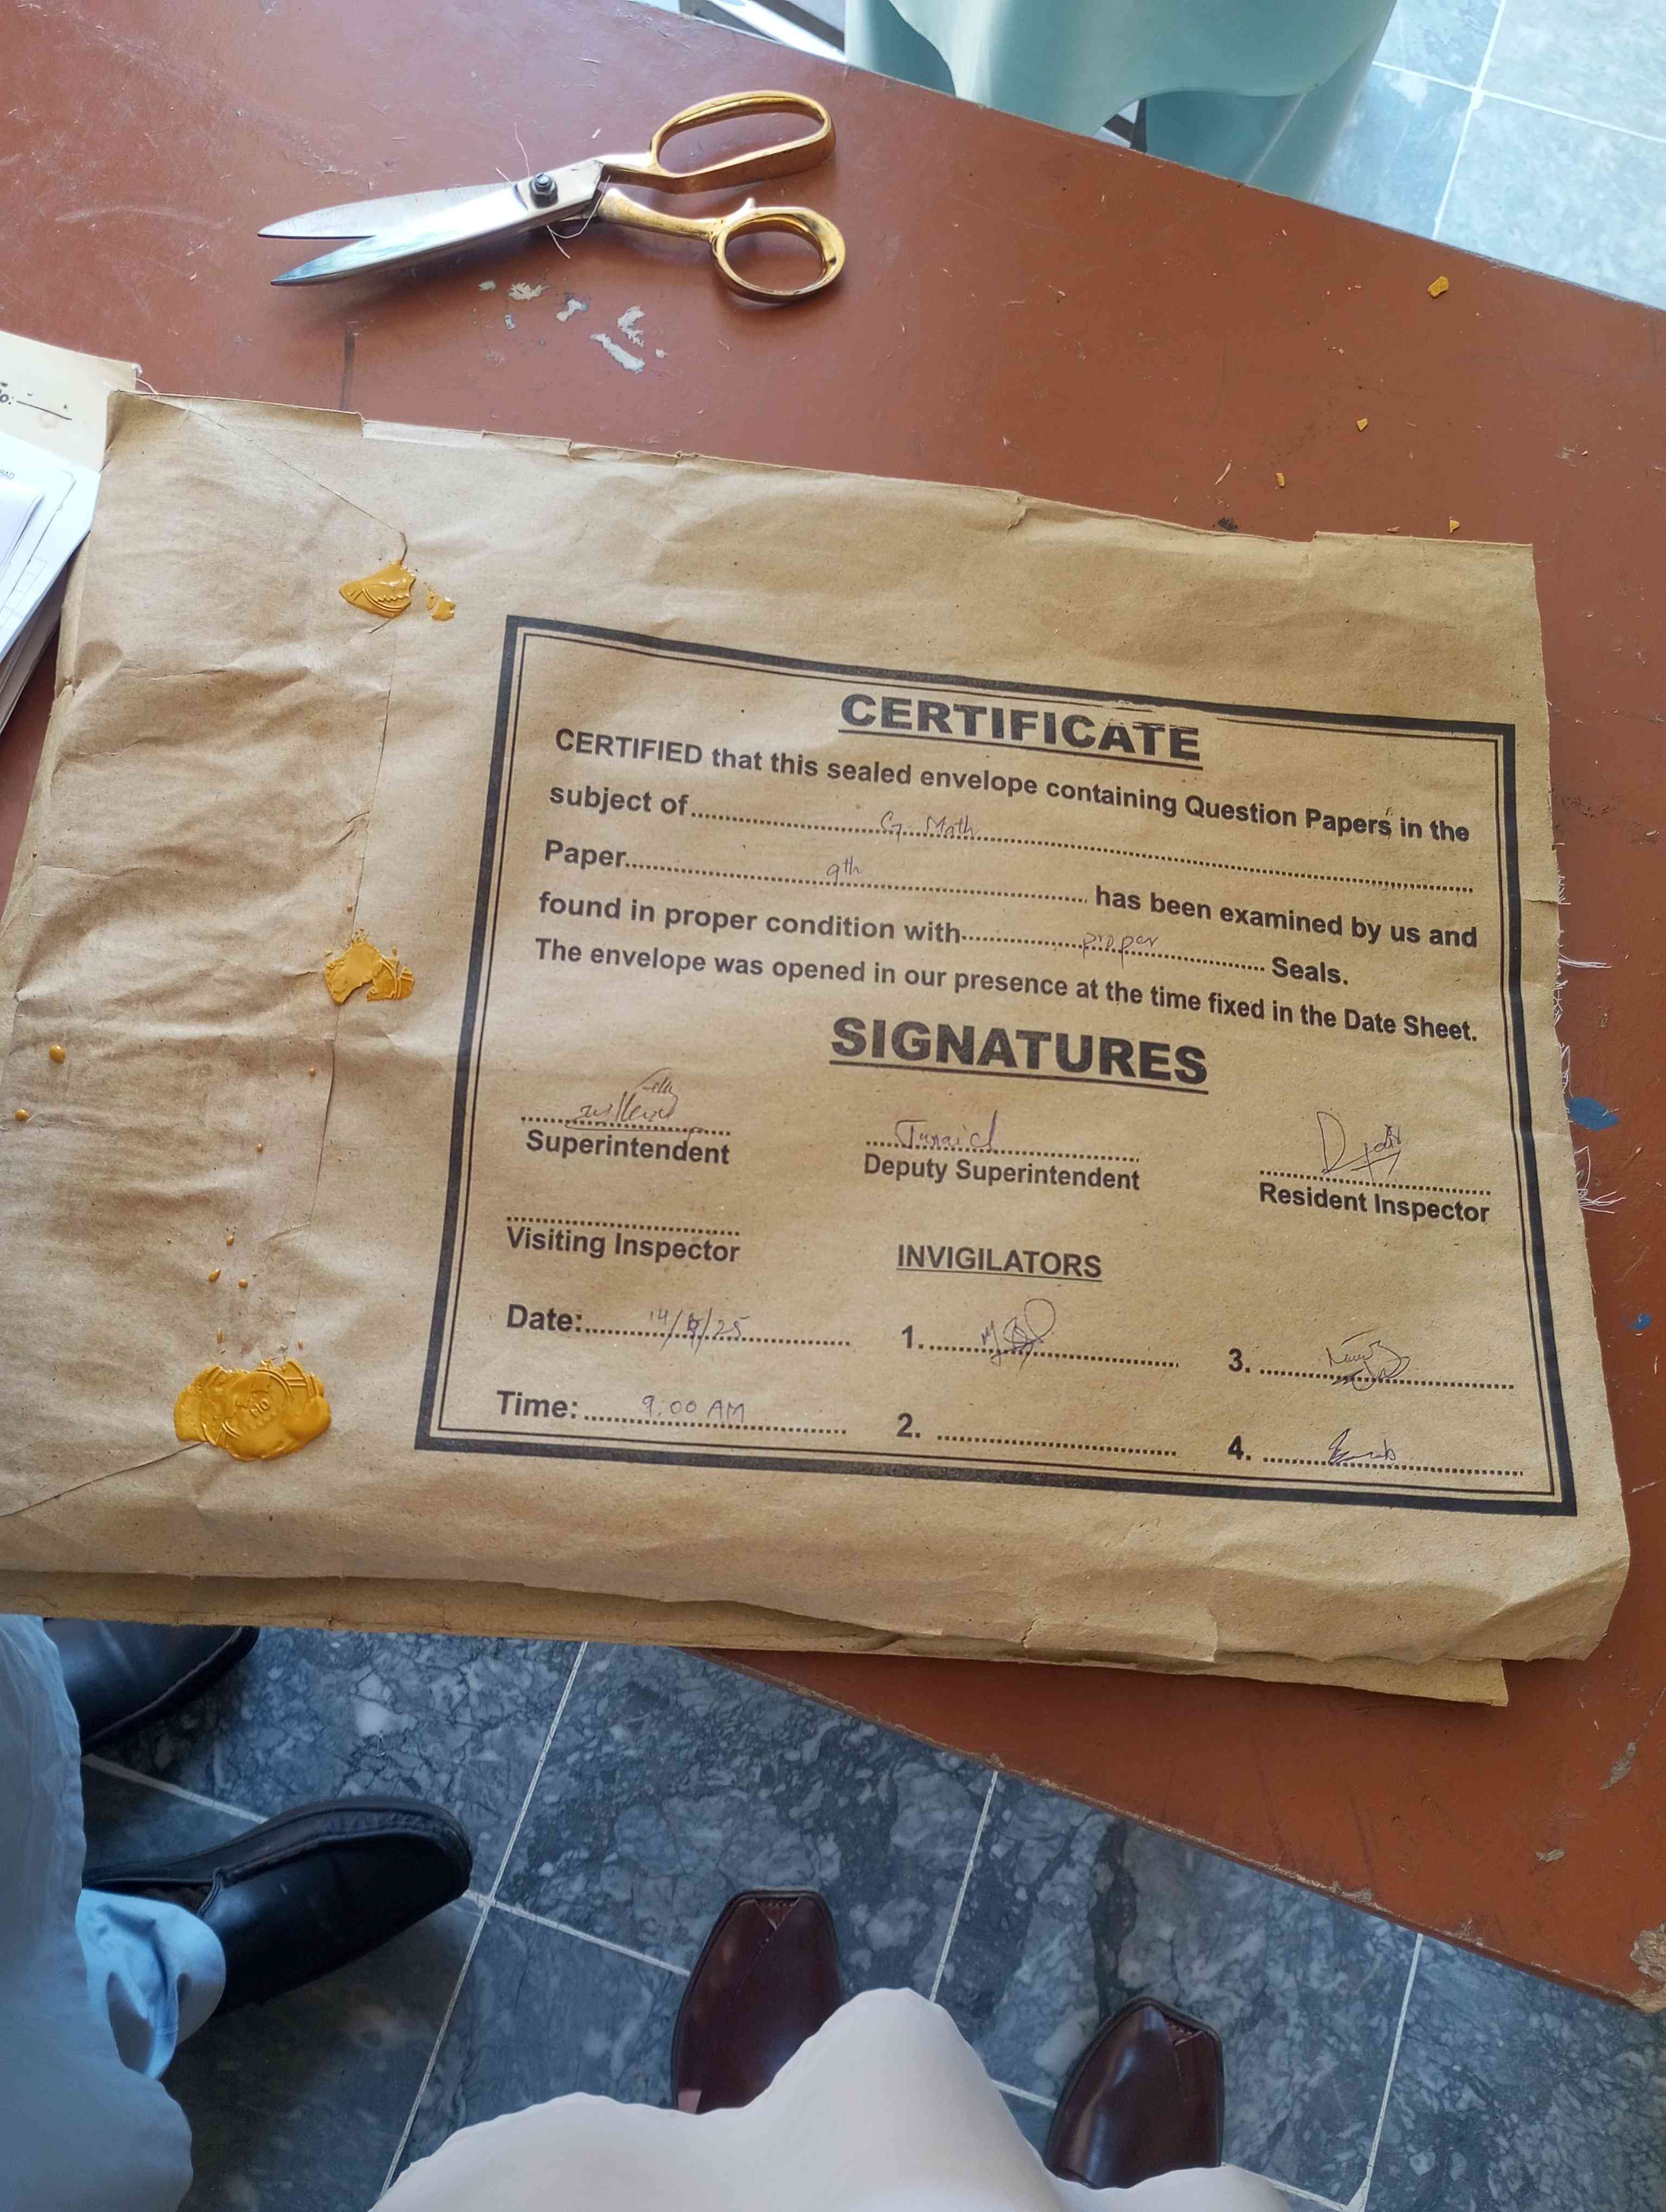 o:
BAD
CERTIFICATE
CERTIFIED that this sealed envelope containing Question Papers in the
subject of G. Math
Paper 9th has been examined by us and
found in proper condition with proper Seals.
The envelope was opened in our presence at the time fixed in the Date Sheet.
SIGNATURES
Superintendent
Junaid
Deputy Superintendent
Resident Inspector
Visiting Inspector
INVIGILATORS
Date: 14/ /25
1.
3.
Time: 9:00 AM
2.
4.
NO